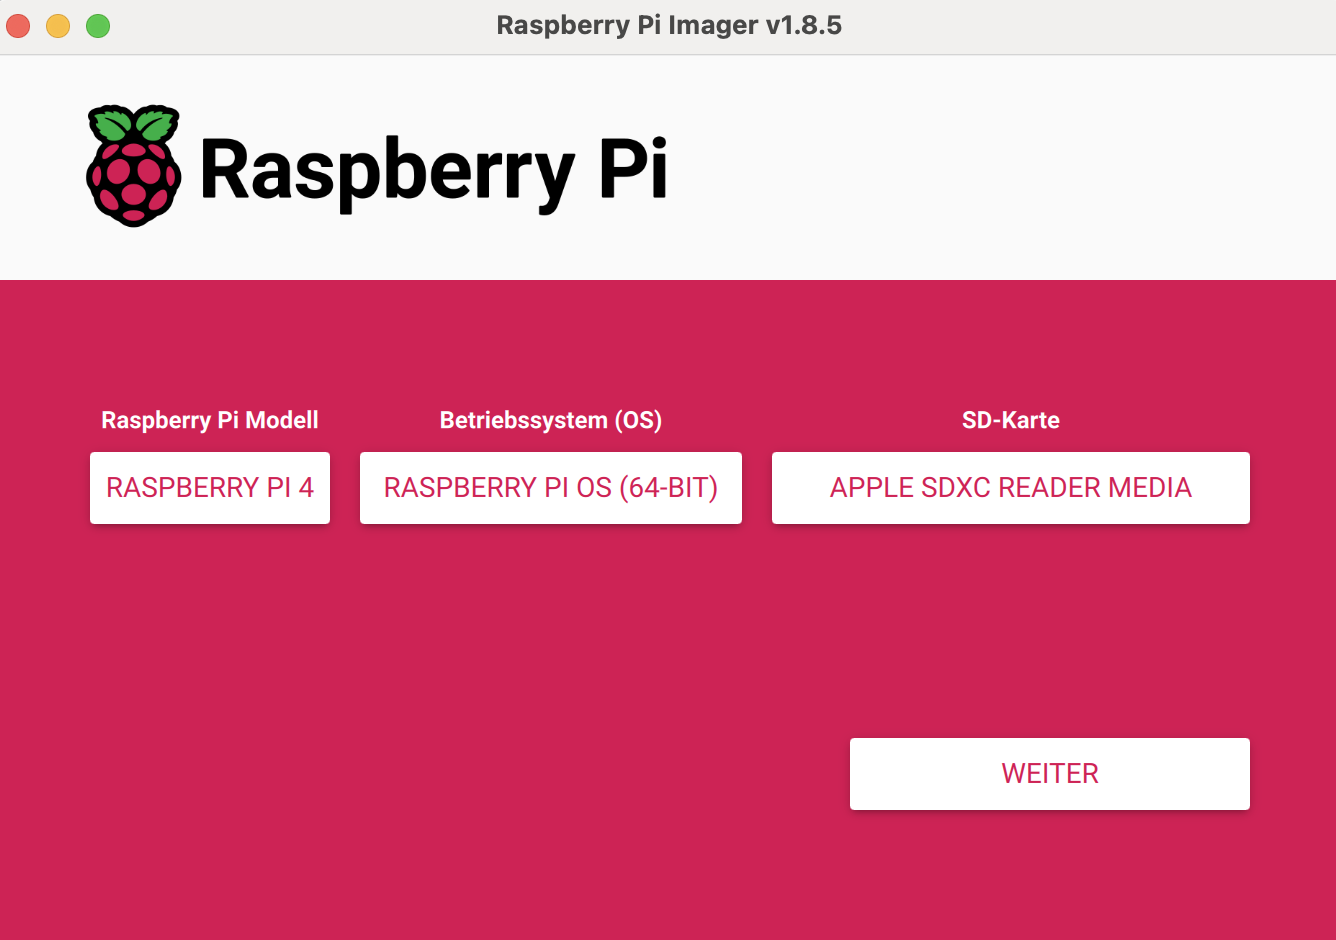 Raspberry Pi Imager v1.8.5
Raspberry Pi
Raspberry Pi Modell
Betriebssystem (OS)
SD-Karte
RASPBERRY PI 4
RASPBERRY PI OS (64-BIT)
APPLE SDXC READER MEDIA
WEITER